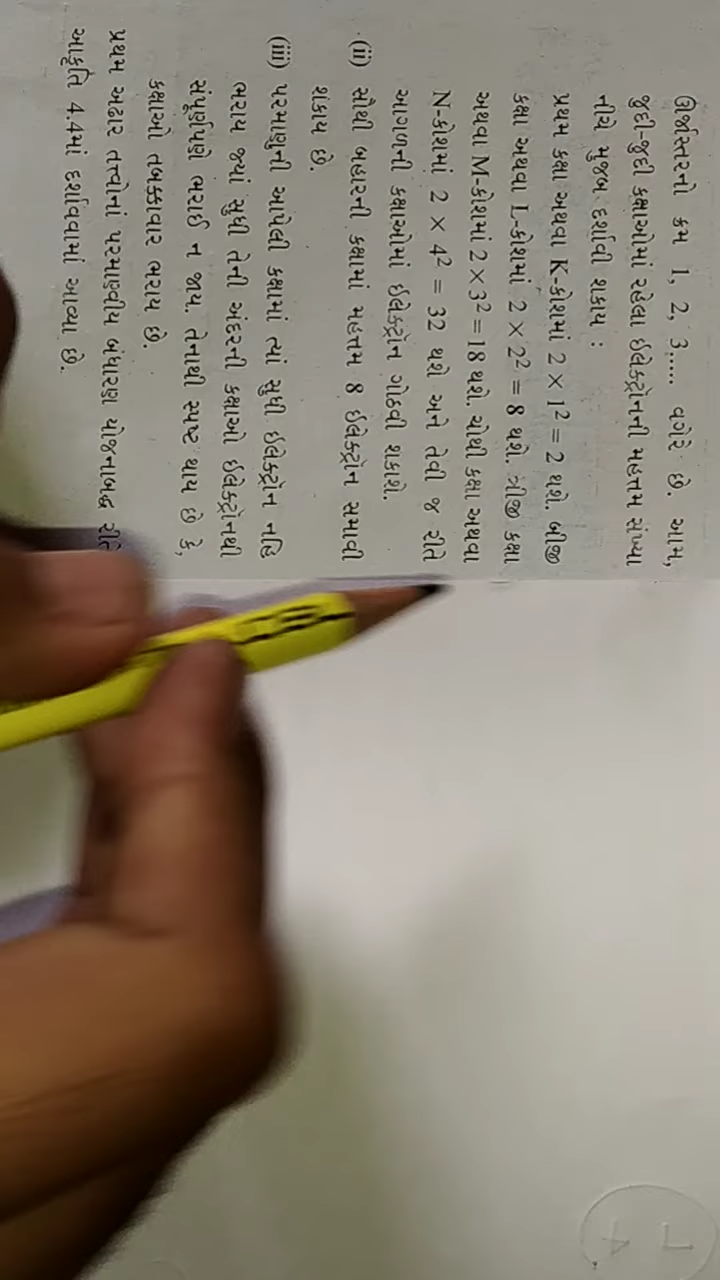 ઊર્જાસ્તરનો ક્રમ 1, 2, 3,.... વગેરે છે. આમ,
જુદી-જુદી કક્ષાઓમાં રહેલા ઇલેક્ટ્રોનની મહત્તમ સંખ્યા
નીચે મુજબ દર્શાવી શકાય :
પ્રથમ કક્ષા અથવા K-કોશમાં 2 × 1² = 2 થશે. બીજી
કક્ષા અથવા L-કોશમાં 2 × 2² = 8 થશે. ત્રીજી કક્ષા
અથવા M-કોશમાં 2 × 3² = 18 થશે. ચોથી કક્ષા અથવા
N-કોશમાં 2 × 4² = 32 થશે અને તેવી જ રીતે
આગળની કક્ષાઓમાં ઇલેક્ટ્રોન ગોઠવી શકાશે.
(ii) સૌથી બહારની કક્ષામાં મહત્તમ 8 ઇલેક્ટ્રોન સમાવી
શકાય છે.
(iii) પરમાણુની આપેલી કક્ષામાં ત્યાં સુધી ઇલેક્ટ્રોન નહિ
ભરાય જ્યાં સુધી તેની અંદરની કક્ષાઓ ઇલેક્ટ્રોનથી
સંપૂર્ણપણે ભરાઈ ન જાય. તેનાથી સ્પષ્ટ થાય છે કે,
કક્ષાઓ તબક્કાવાર ભરાય છે.
પ્રથમ અઢાર તત્ત્વોનાં પરમાણ્વીય બંધારણ યોજનાબદ્ધ રીતે
આકૃતિ 4.4માં દર્શાવવામાં આવ્યા છે.